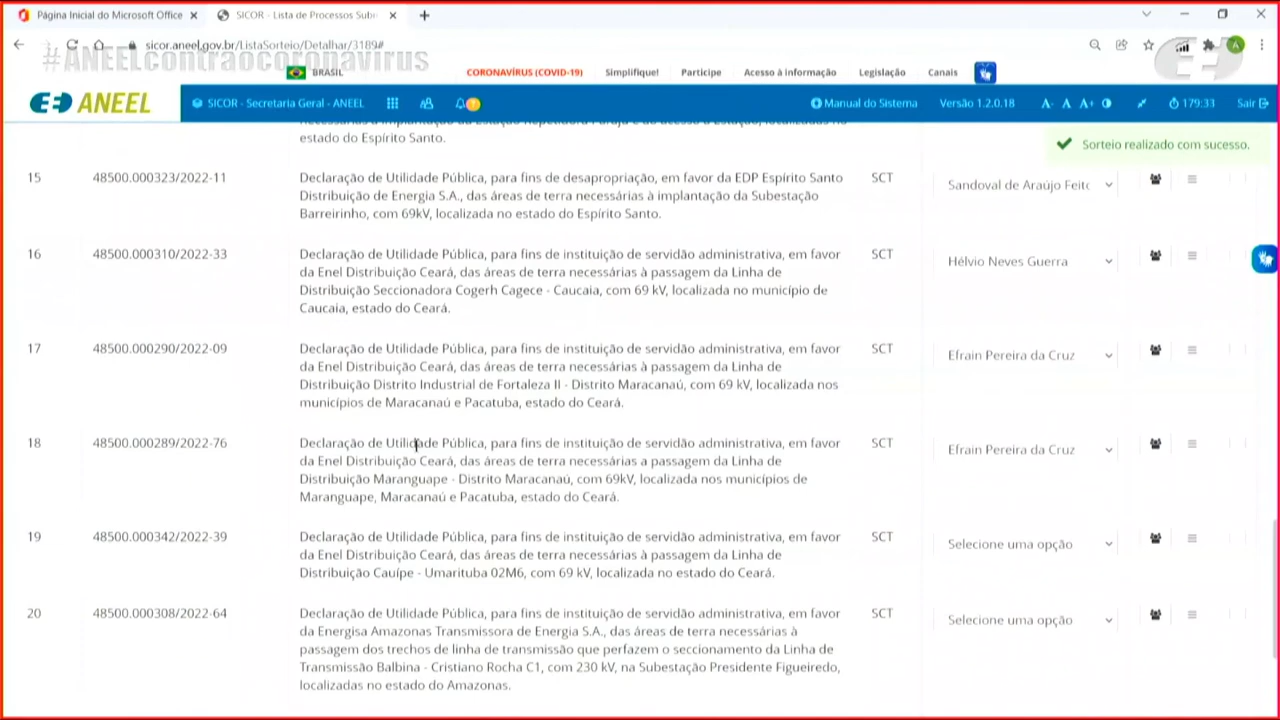 Página Inicial do Microsoft Office
SICOR - Lista de Processos
sicor.aneel.gov.br/ListaSorteio/Detalhar/3189#
#ANEELcontraocoronavírus
A
BRASIL
CORONAVÍRUS (COVID-19)
Simplifique!
Participe
Acesso à informação
Legislação
Canais
ANEEL
SICOR - Secretaria Geral - ANEEL
Manual do Sistema
Versão 1.2.0.18
A-
A
A+
179:33
Sair
estado do Espírito Santo.
Sorteio realizado com sucesso.
15
48500.000323/2022-11
Declaração de Utilidade Pública, para fins de desapropriação, em favor da EDP Espírito Santo
Distribuição de Energia S.A., das áreas de terra necessárias à implantação da Subestação
Barreirinho, com 69kV, localizada no estado do Espírito Santo.
SCT
Sandoval de Araújo Feito
16
48500.000310/2022-33
Declaração de Utilidade Pública, para fins de instituição de servidão administrativa, em favor
da Enel Distribuição Ceará, das áreas de terra necessárias à passagem da Linha de
Distribuição Seccionadora Cogerh Cagece - Caucaia, com 69 kV, localizada no município de
Caucaia, estado do Ceará.
SCT
Hélvio Neves Guerra
17
48500.000290/2022-09
Declaração de Utilidade Pública, para fins de instituição de servidão administrativa, em favor
da Enel Distribuição Ceará, das áreas de terra necessárias à passagem da Linha de
Distribuição Distrito Industrial de Fortaleza II - Distrito Maracanaú, com 69 kV, localizada nos
municípios de Maracanaú e Pacatuba, estado do Ceará.
SCT
Efrain Pereira da Cruz
18
48500.000289/2022-76
Declaração de Utilidade Pública, para fins de instituição de servidão administrativa, em favor
da Enel Distribuição Ceará, das áreas de terra necessárias a passagem da Linha de
Distribuição Maranguape - Distrito Maracanaú, com 69kV, localizada nos municípios de
Maranguape, Maracanaú e Pacatuba, estado do Ceará.
SCT
Efrain Pereira da Cruz
19
48500.000342/2022-39
Declaração de Utilidade Pública, para fins de instituição de servidão administrativa, em favor
da Enel Distribuição Ceará, das áreas de terra necessárias à passagem da Linha de
Distribuição Cauípe - Umarituba 02M6, com 69 kV, localizada no estado do Ceará.
SCT
Selecione uma opção
20
48500.000308/2022-64
Declaração de Utilidade Pública, para fins de instituição de servidão administrativa, em favor
da Energisa Amazonas Transmissora de Energia S.A., das áreas de terra necessárias à
passagem dos trechos de linha de transmissão que perfazem o seccionamento da Linha de
Transmissão Balbina - Cristiano Rocha C1, com 230 kV, na Subestação Presidente Figueiredo,
localizadas no estado do Amazonas.
SCT
Selecione uma opção